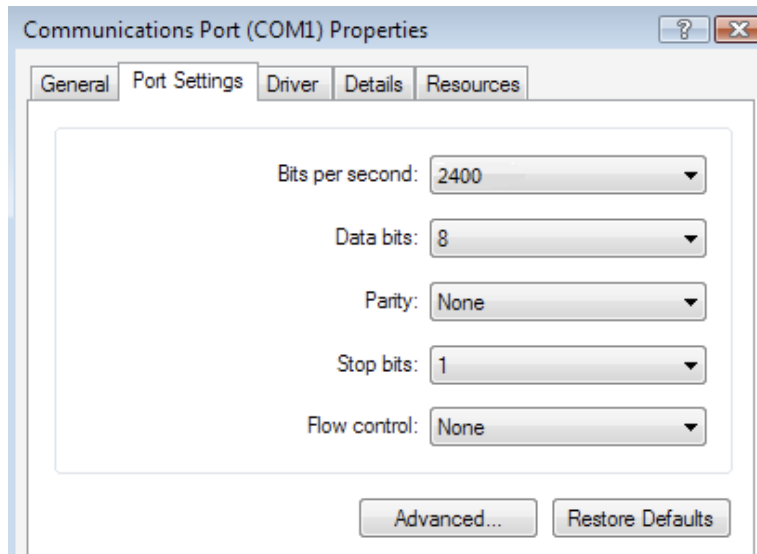 Communications Port (COM1) Properties
?
X
General Port Settings Driver Details Resources
Bits per second: 2400
Data bits: 8
Parity: None
Stop bits: 1
Flow control: None
Advanced... Restore Defaults